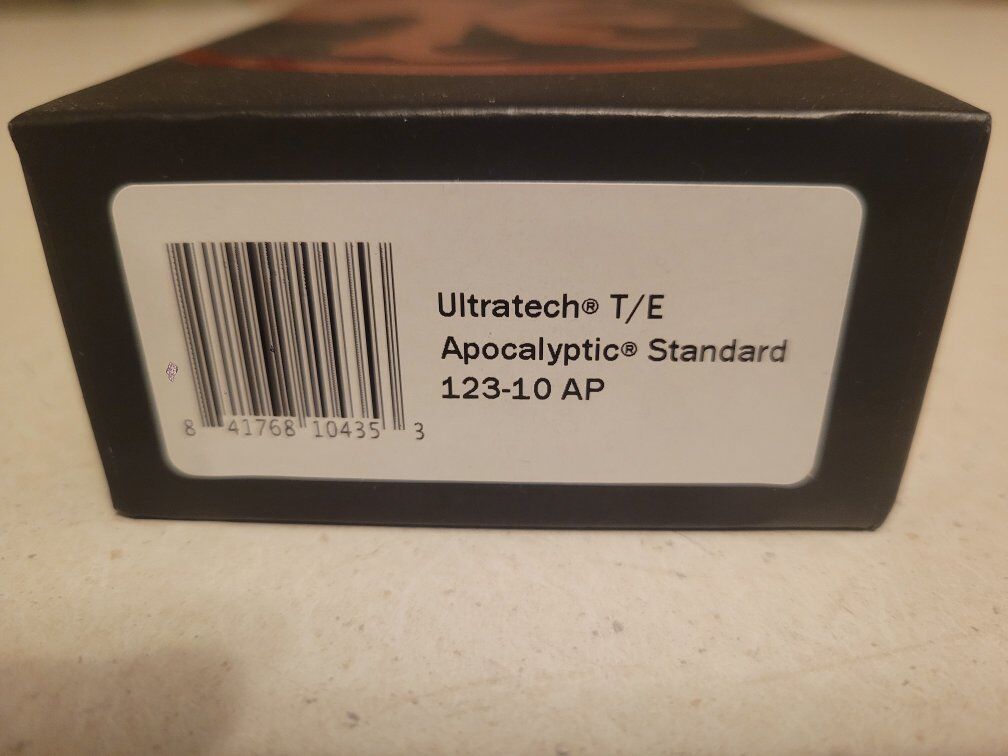 Ultratech® T/E
Apocalyptic® Standard
123-10 AP
8 41768 10435 3